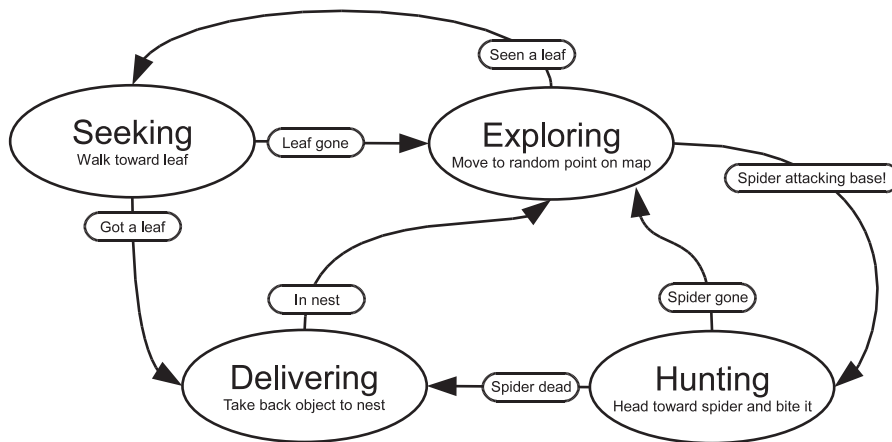 Seen a leaf
Seeking
Walk toward leaf
Leaf gone
Exploring
Move to random point on map
Spider attacking base!
Got a leaf
In nest
Spider gone
Delivering
Take back object to nest
Spider dead
Hunting
Head toward spider and bite it